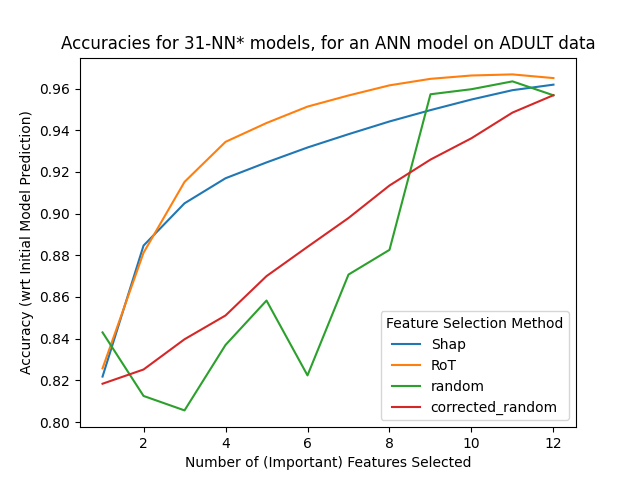 Accuracies for 31-NN* models, for an ANN model on ADULT data
Accuracy (wrt Initial Model Prediction)
0.96
0.94
0.92
0.90
0.88
0.86
0.84
0.82
0.80
Feature Selection Method
Shap
RoT
random
corrected_random
2
4
6
8
10
12
Number of (Important) Features Selected